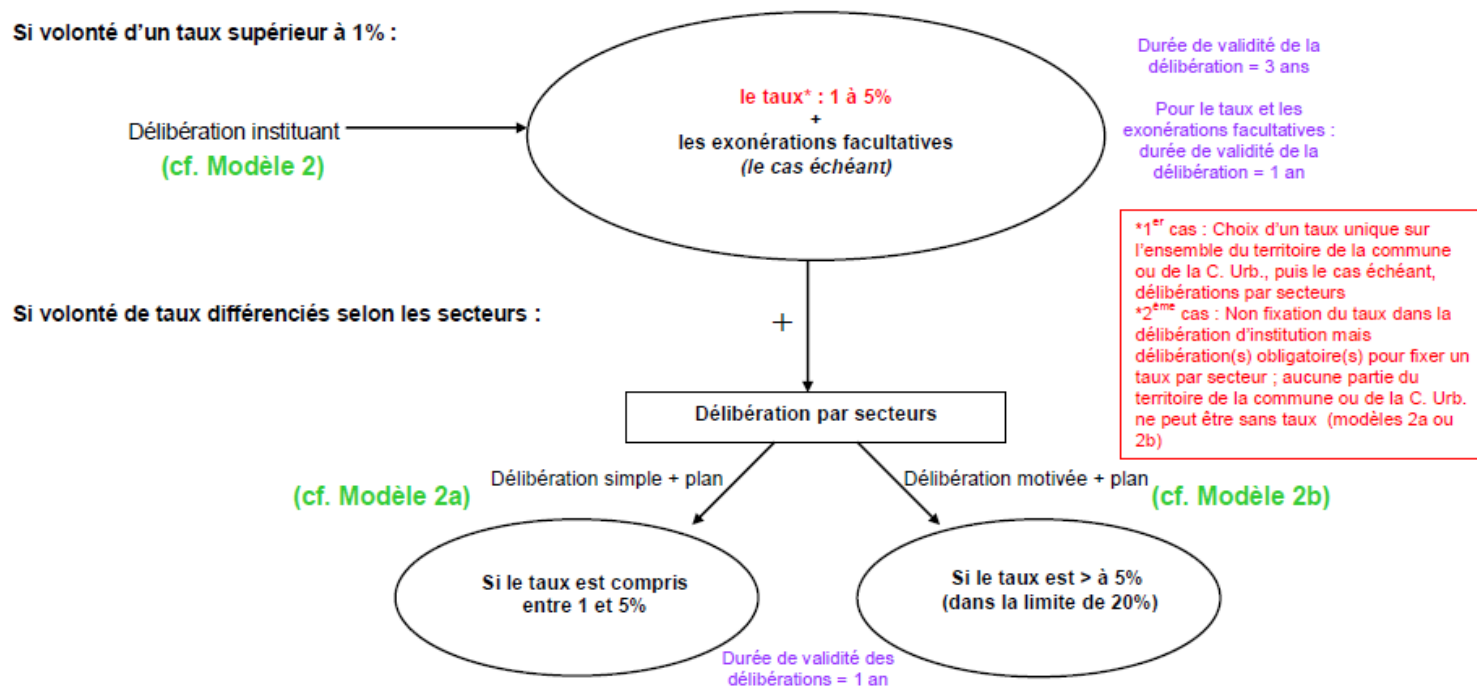 Si volonté d'un taux supérieur à 1% :
Délibération instituant
(cf. Modèle 2)
le taux* : 1 à 5%
+
les exonérations facultatives
(le cas échéant)
Durée de validité de la
délibération = 3 ans
Pour le taux et les
exonérations facultatives :
durée de validité de la
délibération = 1 an
*1er cas : Choix d'un taux unique sur
l'ensemble du territoire de la commune
ou de la C. Urb., puis le cas échéant,
délibérations par secteurs
*2ème cas : Non fixation du taux dans la
délibération d'institution mais
délibération(s) obligatoire(s) pour fixer un
taux par secteur ; aucune partie du
territoire de la commune ou de la C. Urb.
ne peut être sans taux (modèles 2a ou
2b)
Si volonté de taux différenciés selon les secteurs :
+
Délibération par secteurs
(cf. Modèle 2a)
Délibération simple + plan
Délibération motivée + plan
(cf. Modèle 2b)
Si le taux est compris
entre 1 et 5%
Si le taux est > à 5%
(dans la limite de 20%)
Durée de validité des
délibérations = 1 an